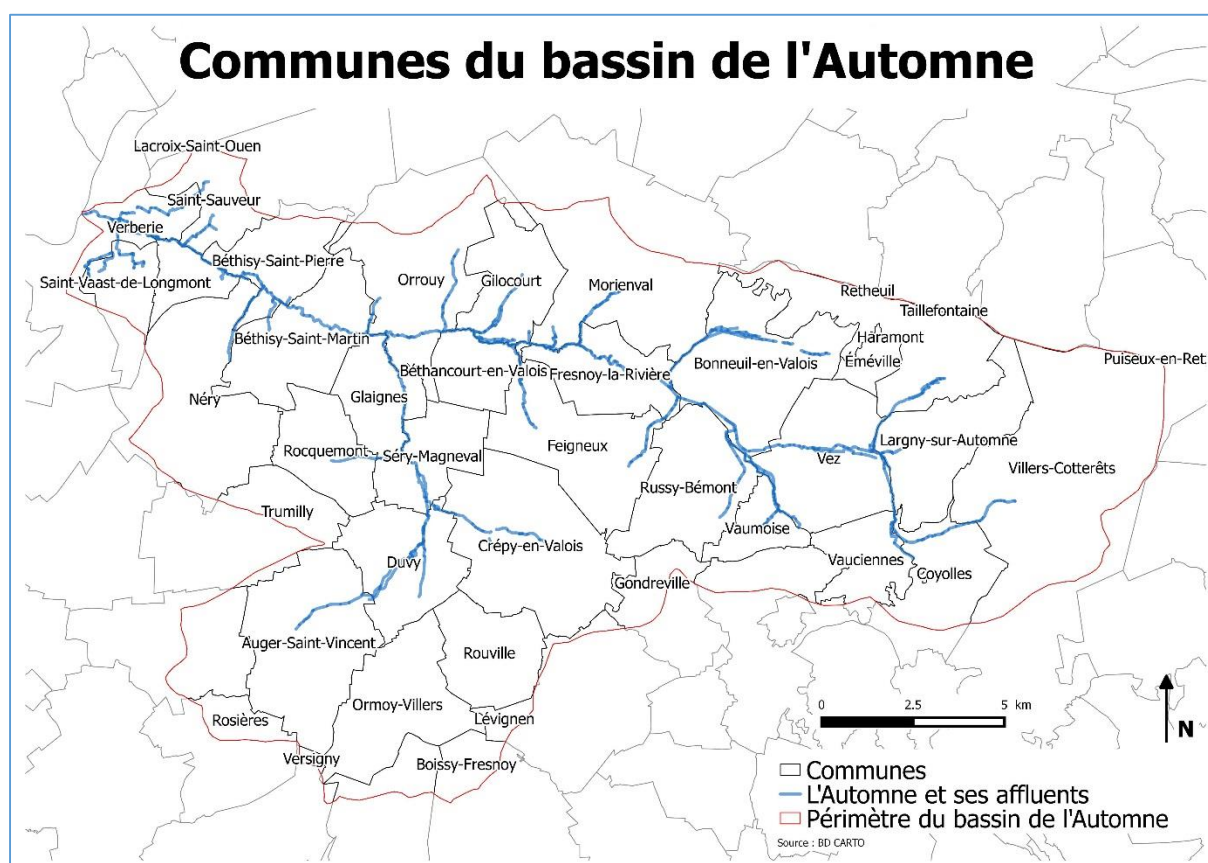 Communes du bassin de l'Automne
Lacroix-Saint-Ouen
Saint-Sauveur
Verberie
Béthisy-Saint-Pierre
Saint-Vaast-de-Longmont
Orrouy
Gilocourt
Morienval
Retheuil
Taillefontaine
Béthisy-Saint-Martin
Haramont
Puiseux-en-Ret
Bonneuil-en-Valois
Éméville
Béthancourt-en-Valois
Fresnoy-la-Rivière
Néry
Glaignes
Feigneux
Largny-sur-Automne
Rocquemont
Séry-Magneval
Vez
Villers-Cotterêts
Russy-Bémont
Trumilly
Vaumoise
Crépy-en-Valois
Duvy
Vauciennes
Coyolles
Gondreville
Auger-Saint-Vincent
Rouville
Ormoy-Villers
Rosières
Lévignen
Versigny
Boissy-Fresnoy
0 2.5 5 km
N
Communes
L'Automne et ses affluents
Périmètre du bassin de l'Automne
Source : BD CARTO